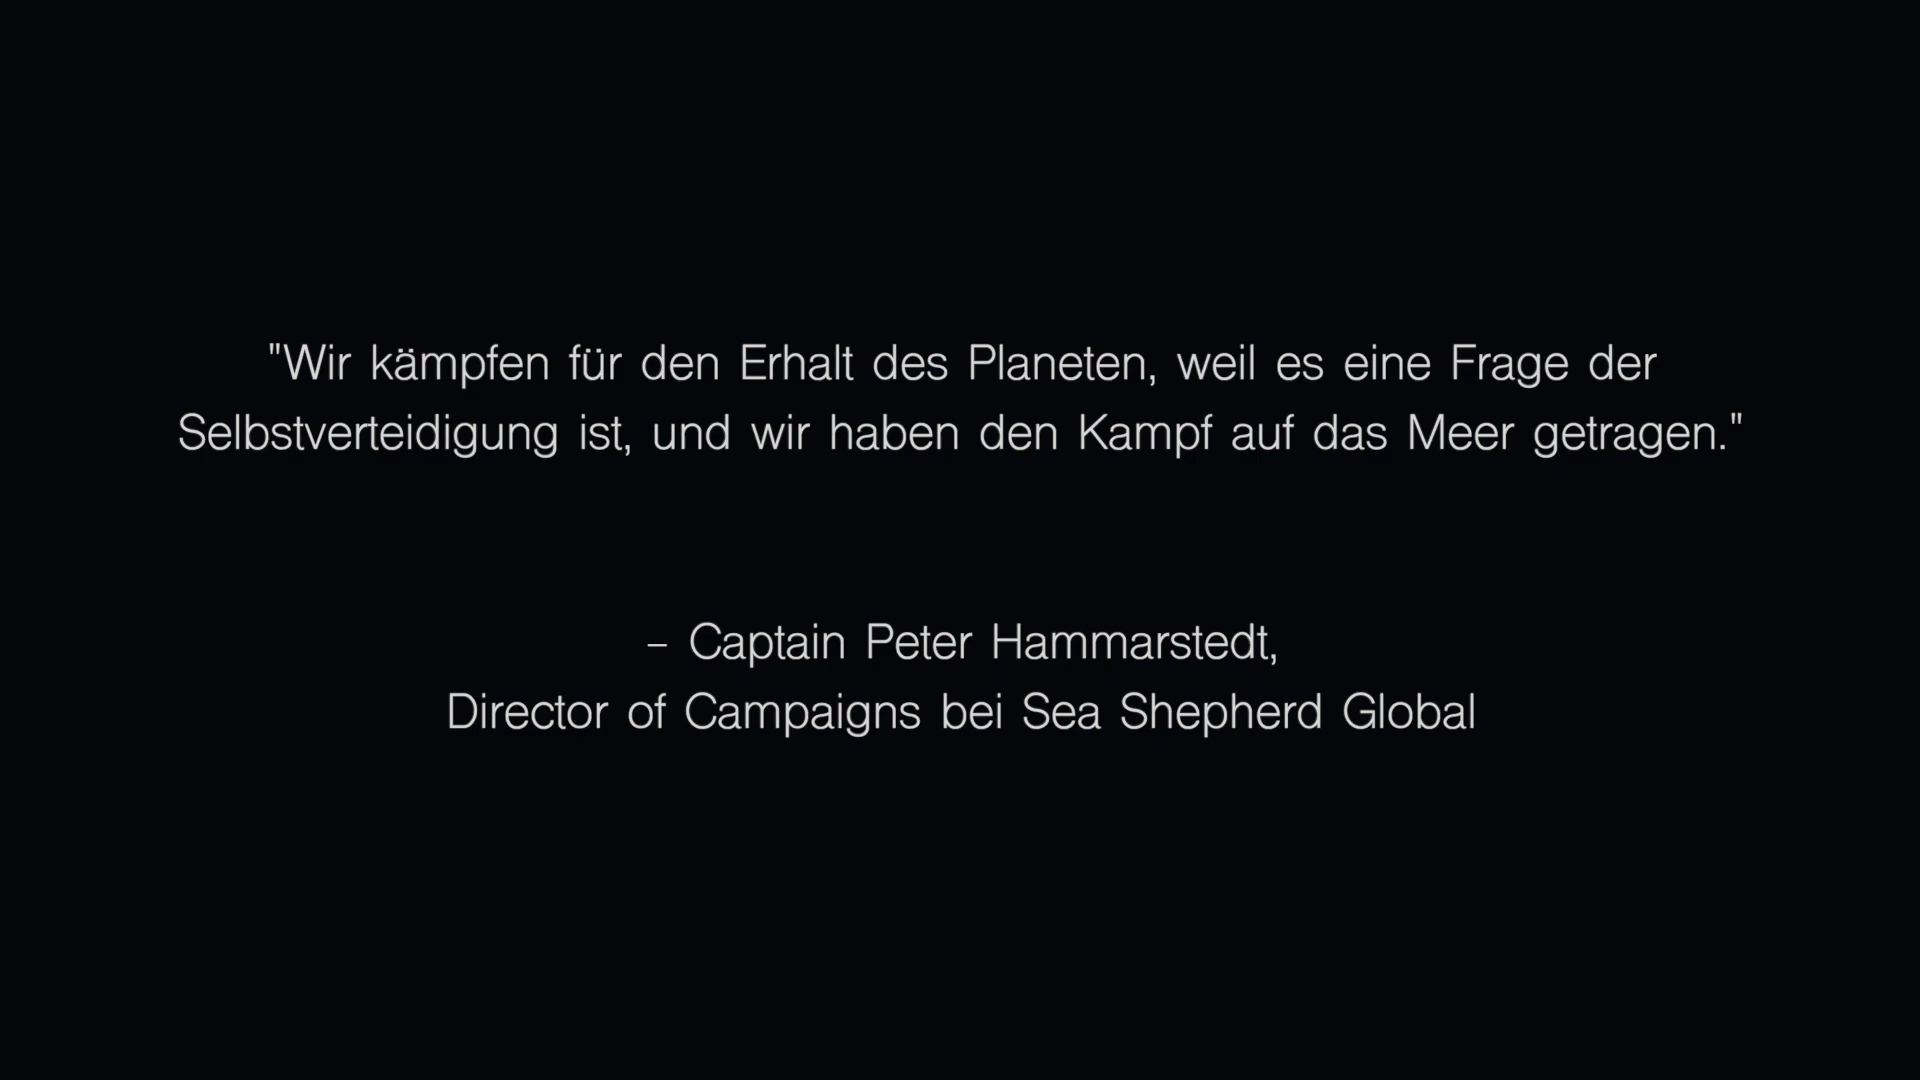 "Wir kämpfen für den Erhalt des Planeten, weil es eine Frage der
Selbstverteidigung ist, und wir haben den Kampf auf das Meer getragen."
– Captain Peter Hammarstedt,
Director of Campaigns bei Sea Shepherd Global